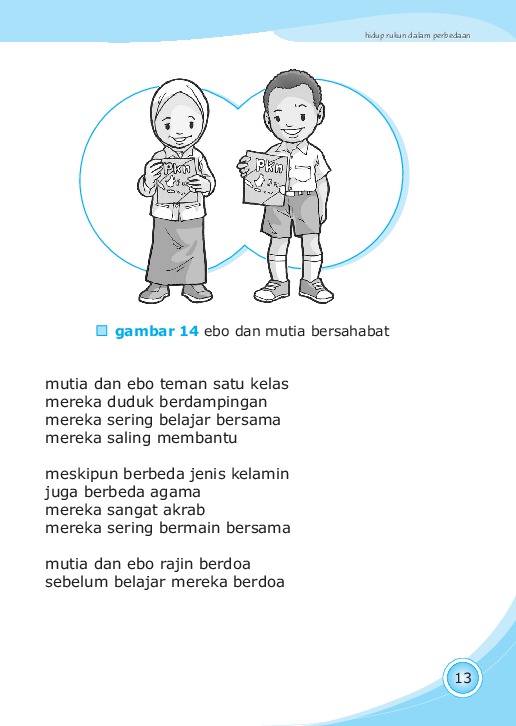 hidup rukun dalam perbedaan
PKn
PKn
gambar 14 ebo dan mutia bersahabat
mutia dan ebo teman satu kelas
mereka duduk berdampingan
mereka sering belajar bersama
mereka saling membantu
meskipun berbeda jenis kelamin
juga berbeda agama
mereka sangat akrab
mereka sering bermain bersama
mutia dan ebo rajin berdoa
sebelum belajar mereka berdoa
13